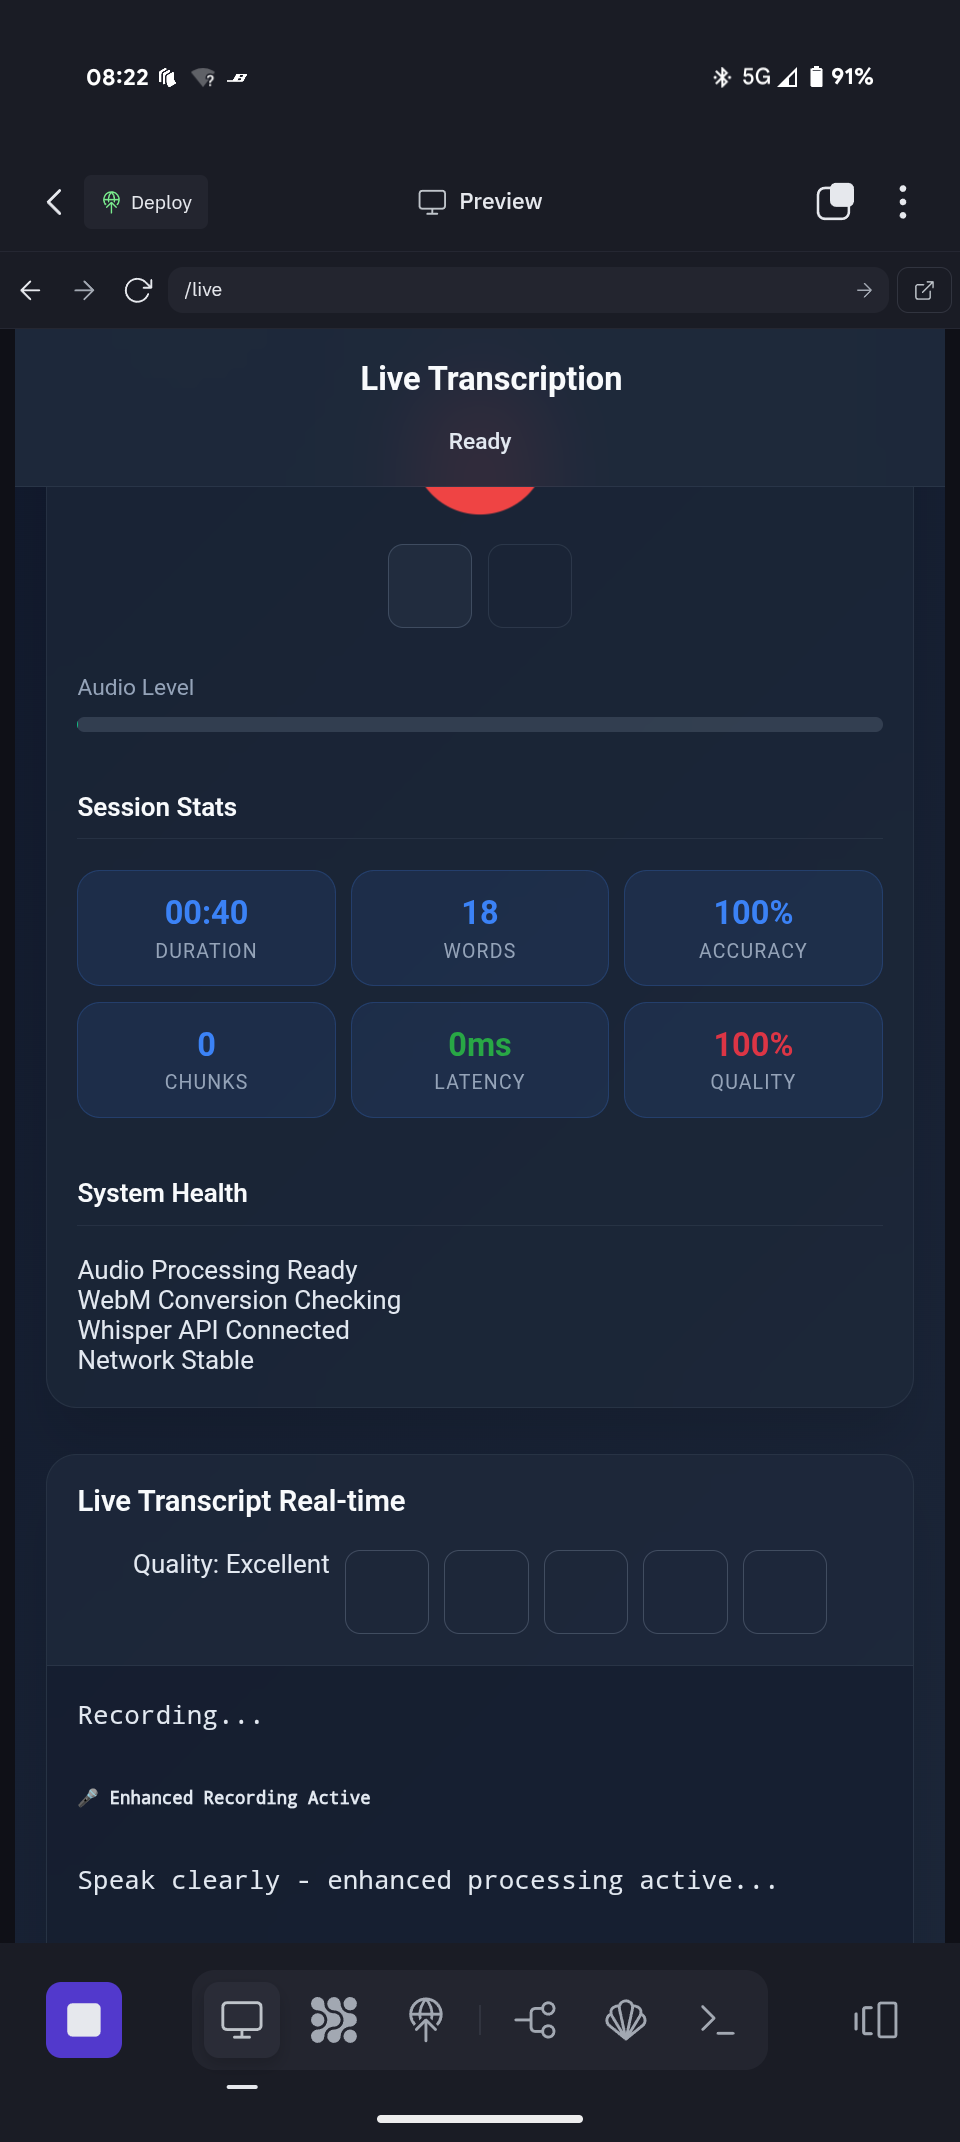 08:22
5G 91%
Deploy
Preview
/live
Live Transcription
Ready
Audio Level
Session Stats
00:40 18 100%
DURATION WORDS ACCURACY
0 0ms 100%
CHUNKS LATENCY QUALITY
System Health
Audio Processing Ready
WebM Conversion Checking
Whisper API Connected
Network Stable
Live Transcript Real-time
Quality: Excellent
Recording...
🎤 Enhanced Recording Active
Speak clearly - enhanced processing active...